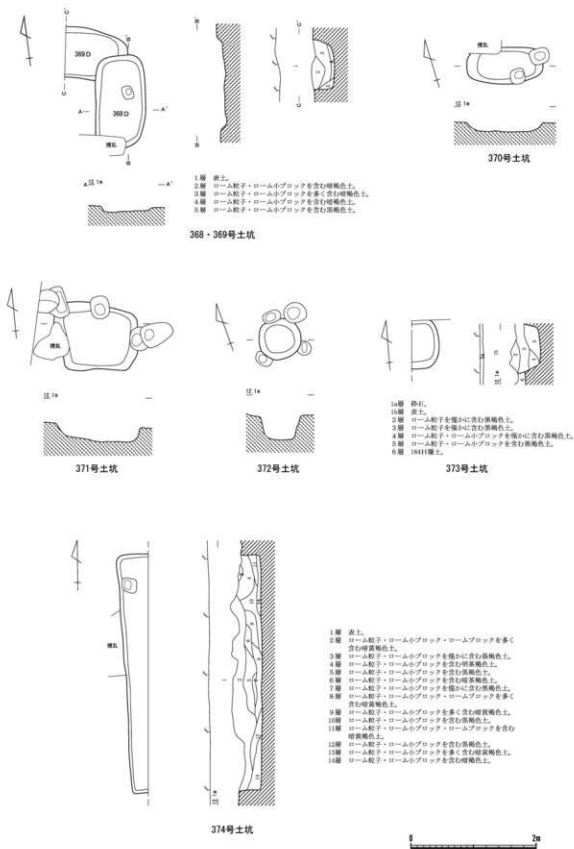 C
C'
369D
B
368D
A
A'
攪乱
B'
C
A 12.1m A'
1層 表土。
2層 ローム粒子・ローム小ブロックを含む暗褐色土。
3層 ローム粒子・ローム小ブロックを多く含む暗褐色土。
4層 ローム粒子・ローム小ブロックを含む暗褐色土。
5層 ローム粒子・ローム小ブロックを含む黒褐色土。
368・369号土坑
攪乱
12.1m
370号土坑
攪乱
12.1m
371号土坑
12.1m
372号土坑
12.1m
1a層 砕石。
1b層 表土。
2層 ローム粒子を僅かに含む黒褐色土。
3層 ローム粒子を僅かに含む黒褐色土。
4層 ローム粒子・ローム小ブロックを僅かに含む黒褐色土。
5層 ローム粒子・ローム小ブロックを含む黒褐色土。
6層 164H覆土。
373号土坑
攪乱
12.1m
1層 表土。
2層 ローム粒子・ローム小ブロック・ロームブロックを多く
含む暗黄褐色土。
3層 ローム粒子・ローム小ブロックを僅かに含む黒褐色土。
4層 ローム粒子・ローム小ブロックを含む明茶褐色土。
5層 ローム粒子・ローム小ブロックを含む黒褐色土。
6層 ローム粒子・ローム小ブロックを含む暗茶褐色土。
7層 ローム粒子・ローム小ブロックを僅かに含む黒褐色土。
8層 ローム粒子・ローム小ブロック・ロームブロックを多く
含む暗黄褐色土。
9層 ローム粒子・ローム小ブロックを多く含む暗黄褐色土。
10層 ローム粒子・ローム小ブロックを含む黒褐色土。
11層 ローム粒子・ローム小ブロック・ロームブロックを含む
暗黄褐色土。
12層 ローム粒子・ローム小ブロックを含む黒褐色土。
13層 ローム粒子・ローム小ブロックを多く含む暗黄褐色土。
14層 ローム粒子・ローム小ブロックを含む暗褐色土。
374号土坑
0 2m